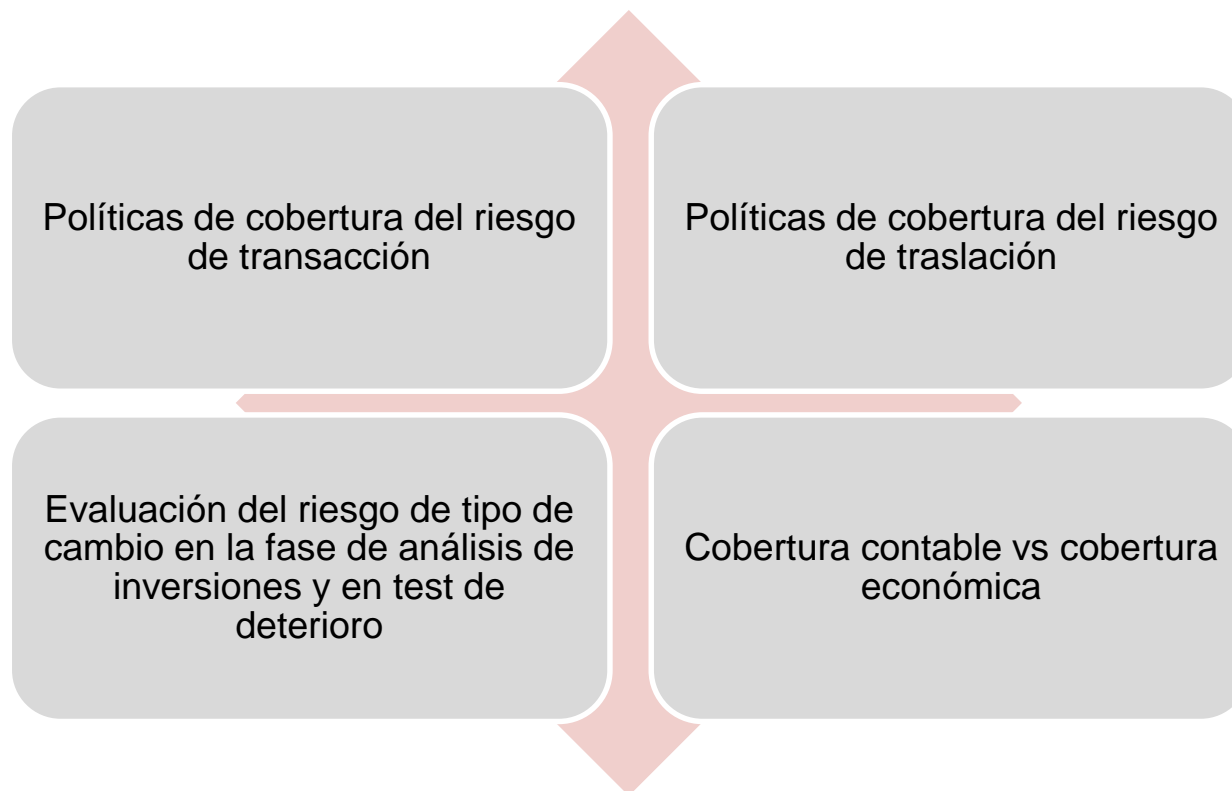 Políticas de cobertura del riesgo
de transacción
Políticas de cobertura del riesgo
de traslación
Evaluación del riesgo de tipo de
cambio en la fase de análisis de
inversiones y en test de
deterioro
Cobertura contable vs cobertura
económica